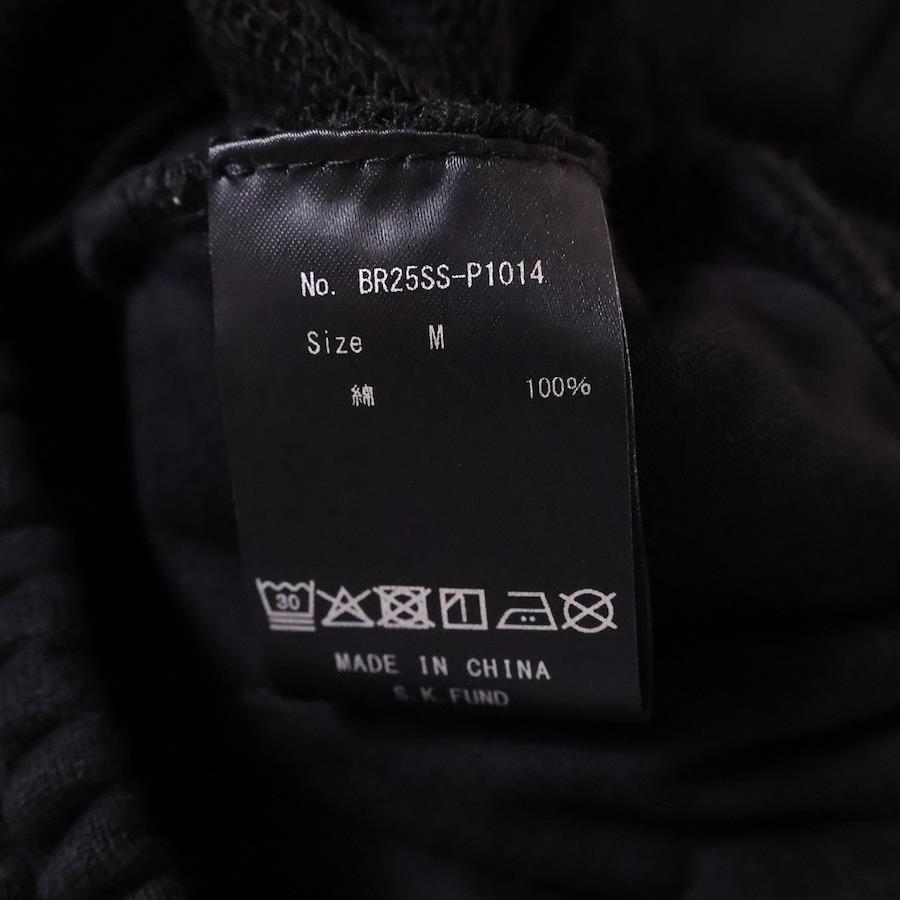 No. BR25SS-P1014
Size M
綿 100%
30
MADE IN CHINA
S.K.FUND